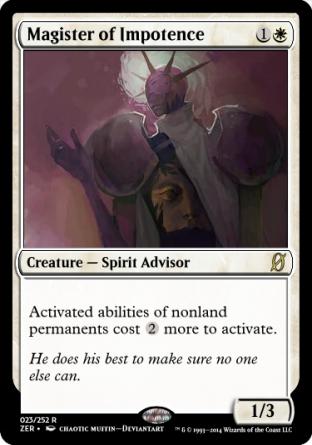 Magister of Impotence 1
Creature — Spirit Advisor
Activated abilities of nonland
permanents cost 2 more to activate.
He does his best to make sure no one
else can.
1/3
023/252 R
ZER • CHAOTIC MUFFIN—DEVIANTART ™ & © 1993–2014 Wizards of the Coast LLC